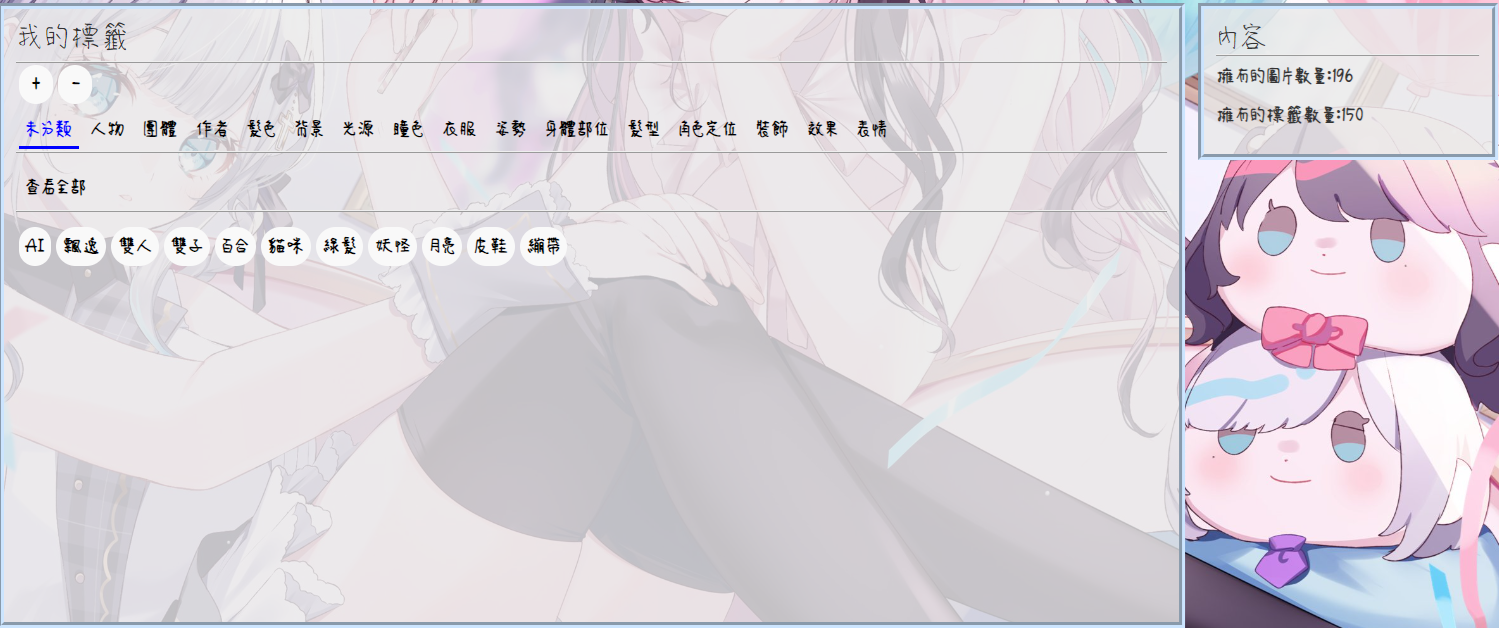 我的標籤
+ -
未分類 人物 團體 作者 髮色 背景 光源 瞳色 衣服 姿勢 身體部位 髮型 角色定位 裝飾 效果 表情
查看全部
AI 飄逸 雙人 雙子 百合 貓咪 綠髮 妖怪 月亮 皮鞋 繃帶
內容
擁有的圖片數量:196
擁有的標籤數量:150